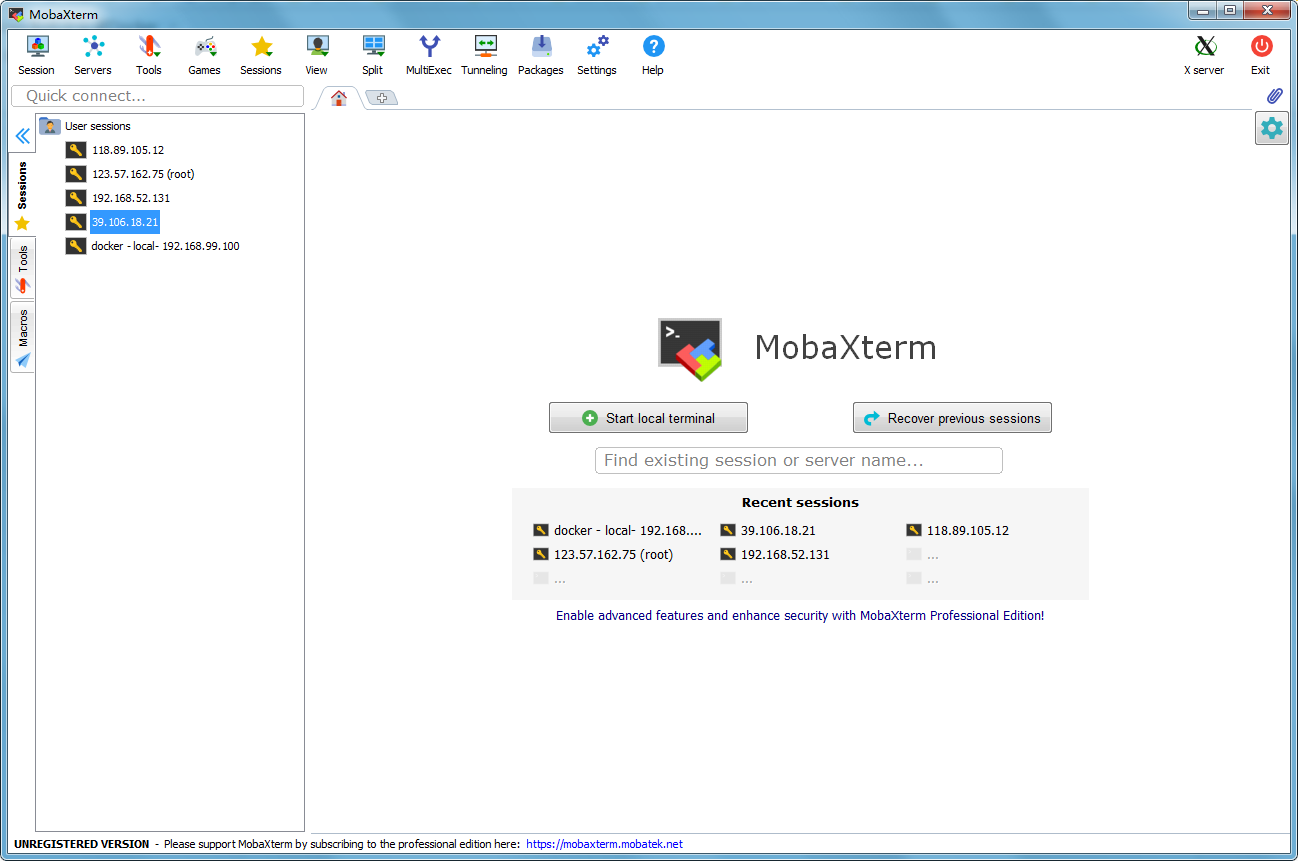 MobaXterm
Session Servers Tools Games Sessions View Split MultiExec Tunneling Packages Settings Help X server Exit
Quick connect...
User sessions
118.89.105.12
123.57.162.75 (root)
192.168.52.131
39.106.18.21
docker -local- 192.168.99.100
Sessions
Tools
Macros
>_
MobaXterm
Start local terminal
Recover previous sessions
Find existing session or server name...
Recent sessions
docker - local- 192.168.... 39.106.18.21 118.89.105.12
123.57.162.75 (root) 192.168.52.131 ...
... ... ...
Enable advanced features and enhance security with MobaXterm Professional Edition!
UNREGISTERED VERSION - Please support MobaXterm by subscribing to the professional edition here: https://mobaxterm.mobatek.net